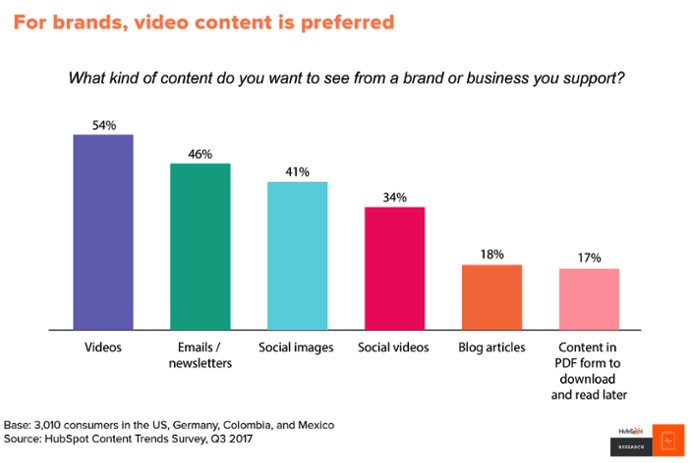 For brands, video content is preferred
What kind of content do you want to see from a brand or business you support?
54%
46%
41%
34%
18%
17%
Videos
Emails /
newsletters
Social images
Social videos
Blog articles
Content in
PDF form to
download
and read later
Base: 3,010 consumers in the US, Germany, Colombia, and Mexico
Source: HubSpot Content Trends Survey, Q3 2017
HubSpot
RESEARCH